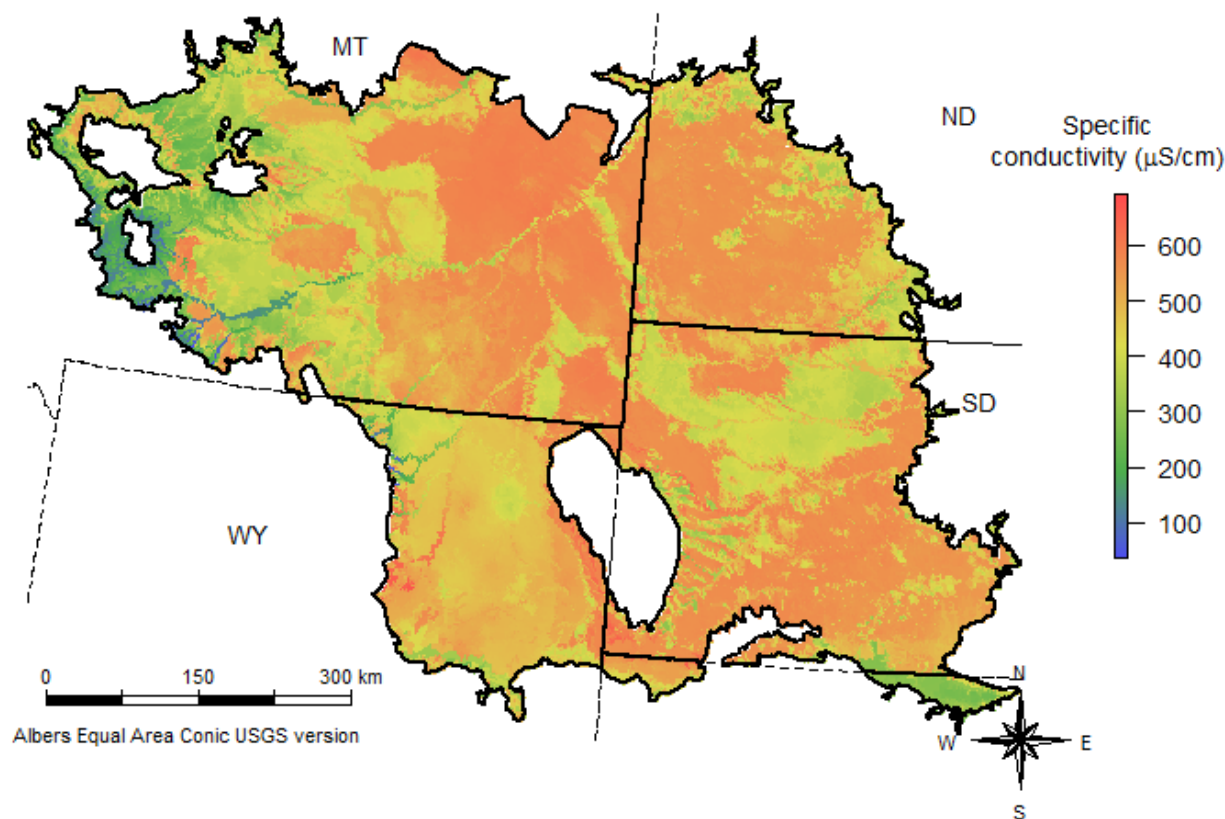 MT
ND
Specific
conductivity (µS/cm)
600
500
400
300
200
100
SD
WY
0 150 300 km
Albers Equal Area Conic USGS version
N
W E
S